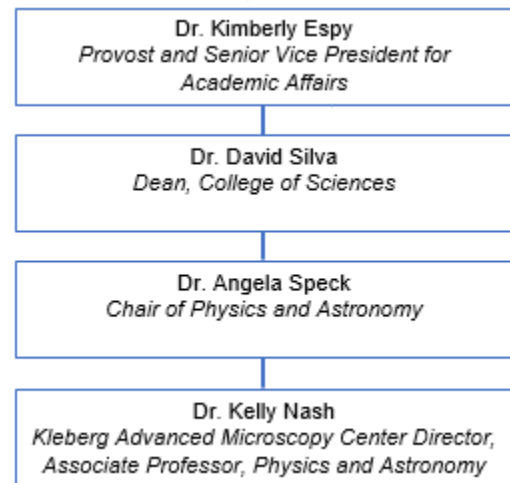 Dr. Kimberly Espy
Provost and Senior Vice President for
Academic Affairs
Dr. David Silva
Dean, College of Sciences
Dr. Angela Speck
Chair of Physics and Astronomy
Dr. Kelly Nash
Kleberg Advanced Microscopy Center Director,
Associate Professor, Physics and Astronomy